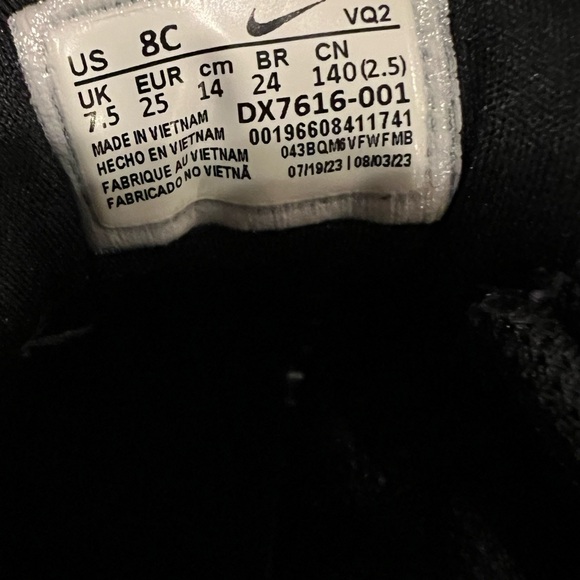 US 8C VQ2
UK EUR cm BR CN
7.5 25 14 24 140(2.5)
MADE IN VIETNAM DX7616-001
HECHO EN VIETNAM 00196608411741
FABRIQUE AU VIETNAM 043BQM6VFWFMB
FABRICADO NO VIETNÃ 07/19/23 | 08/03/23